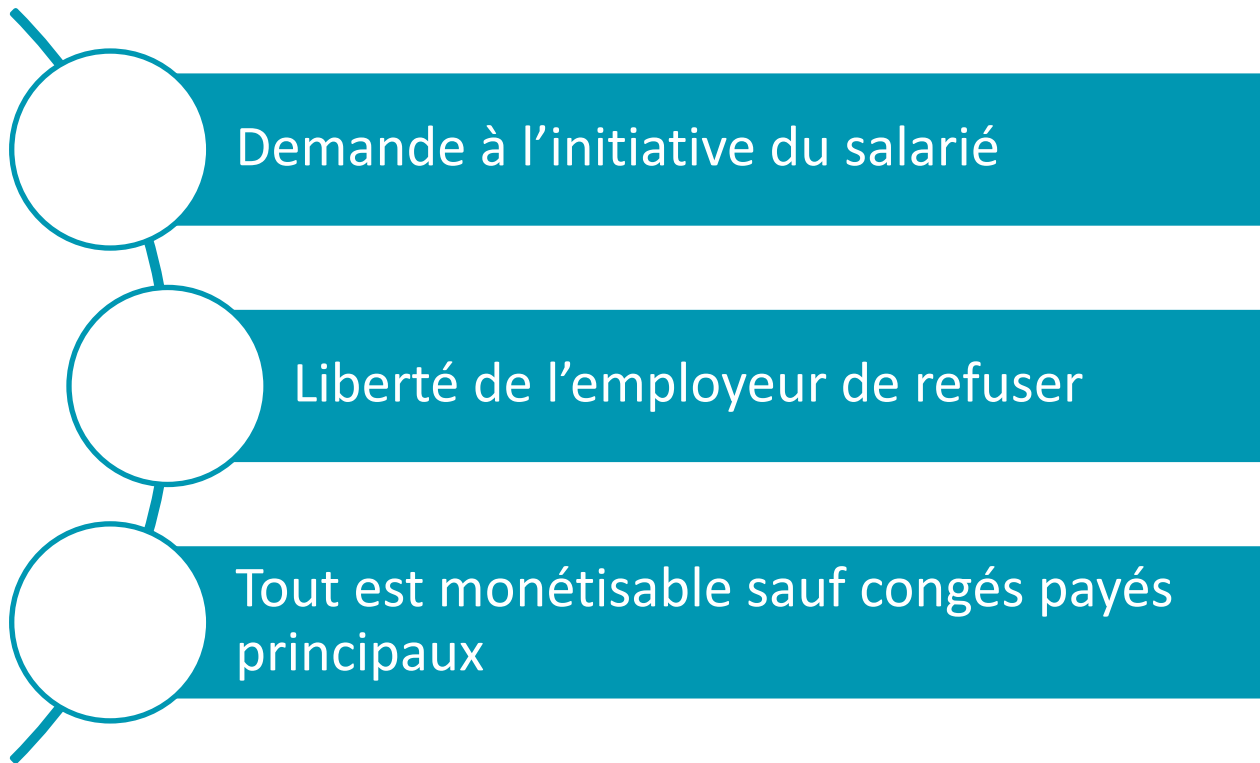 Demande à l’initiative du salarié
Liberté de l’employeur de refuser
Tout est monétisable sauf congés payés
principaux